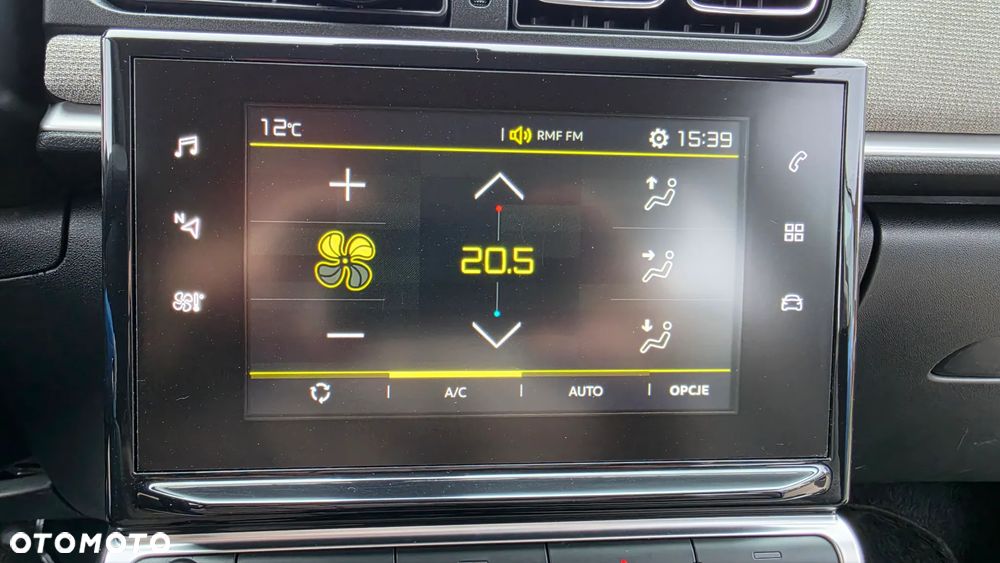 12°C
RMF FM
15:39
N
20.5
A/C
AUTO
OPCJE
OTOMOTO